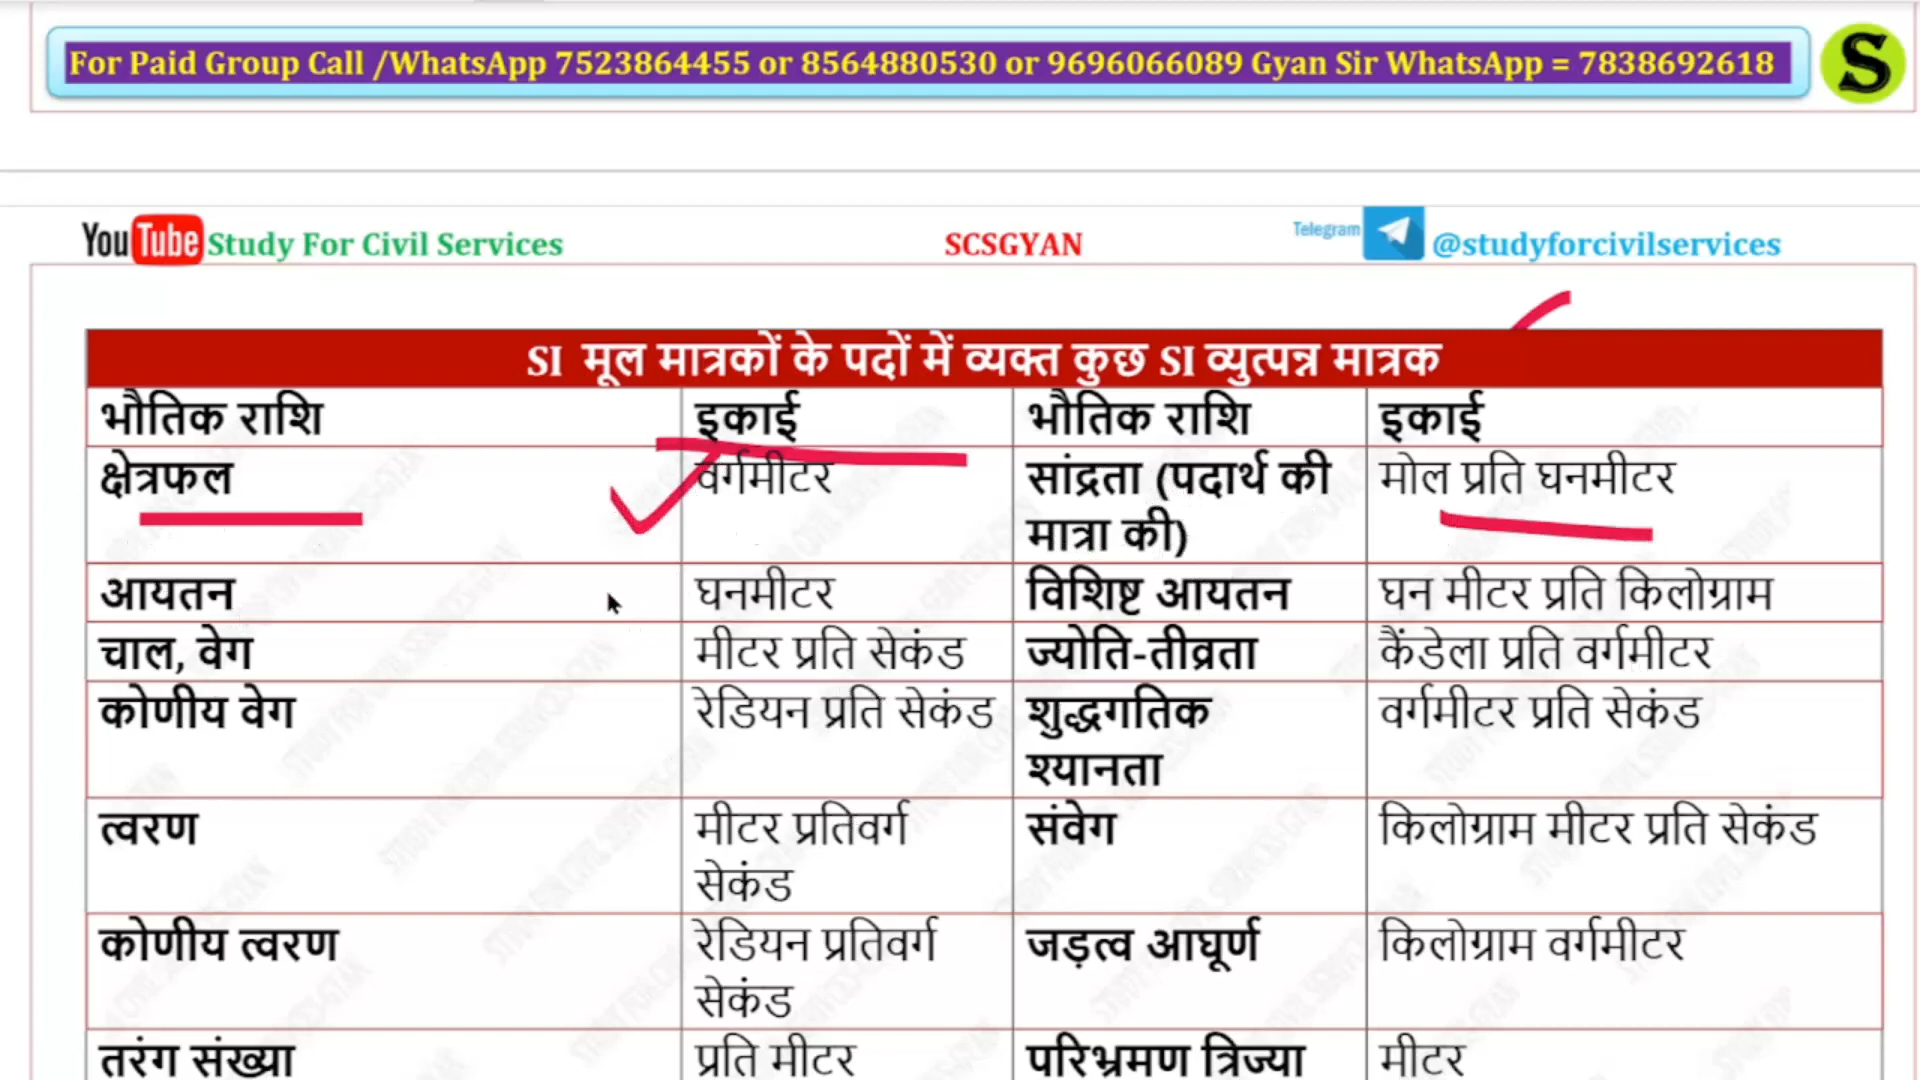 For Paid Group Call /WhatsApp 7523864455 or 8564880530 or 9696066089 Gyan Sir WhatsApp = 7838692618
S
YouTube Study For Civil Services
SCSGYAN
Telegram @studyforcivilservices
SI मूल मात्रकों के पदों में व्यक्त कुछ SI व्युत्पन्न मात्रक
भौतिक राशि इकाई भौतिक राशि इकाई
क्षेत्रफल वर्गमीटर सांद्रता (पदार्थ की मोल प्रति घनमीटर
मात्रा की)
आयतन घनमीटर विशिष्ट आयतन घन मीटर प्रति किलोग्राम
चाल, वेग मीटर प्रति सेकंड ज्योति-तीव्रता कैंडेला प्रति वर्गमीटर
कोणीय वेग रेडियन प्रति सेकंड शुद्धगतिक वर्गमीटर प्रति सेकंड
श्यानता
त्वरण मीटर प्रतिवर्ग संवेग किलोग्राम मीटर प्रति सेकंड
सेकंड
कोणीय त्वरण रेडियन प्रतिवर्ग जड़त्व आघूर्ण किलोग्राम वर्गमीटर
सेकंड
तरंग संख्या प्रति मीटर परिभ्रमण त्रिज्या मीटर